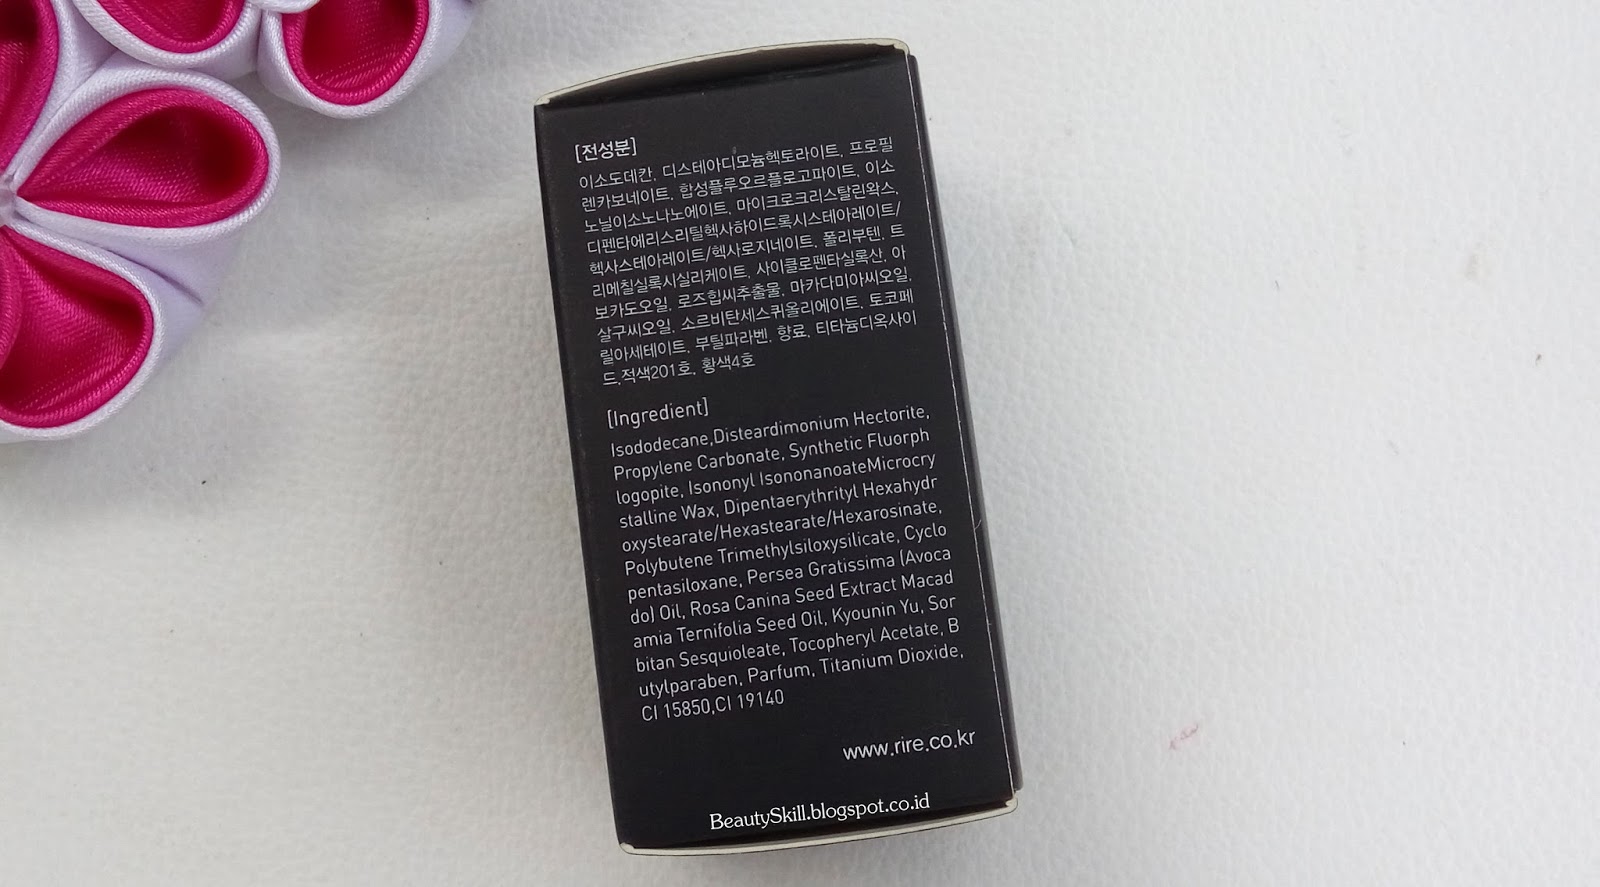 [전성분]
이소도데칸, 디스테아디모늄헥토라이트, 프로필
렌카보네이트, 합성플루오르플로고파이트, 이소
노닐이소노나노에이트, 마이크로크리스탈린왁스,
디펜타에리스리틸헥사하이드록시스테아레이트/
헥사스테아레이트/헥사로지네이트, 폴리부텐, 트
리메칠실록시실리케이트, 사이클로펜타실록산, 아
보카도오일, 로즈힙씨추출물, 마카다미아씨오일,
살구씨오일, 소르비탄세스퀴올리에이트, 토코페
릴아세테이트, 부틸파라벤, 향료, 티타늄디옥사이
드,적색201호, 황색4호
[Ingredient]
Isododecane,Disteardimonium Hectorite,
Propylene Carbonate, Synthetic Fluorph
logopite, Isononyl IsononanoateMicrocry
stalline Wax, Dipentaerythrityl Hexahydr
oxystearate/Hexastearate/Hexarosinate,
Polybutene Trimethylsiloxysilicate, Cyclo
pentasiloxane, Persea Gratissima (Avoca
do) Oil, Rosa Canina Seed Extract Macad
amia Ternifolia Seed Oil, Kyounin Yu, Sor
bitan Sesquioleate, Tocopheryl Acetate, B
utylparaben, Parfum, Titanium Dioxide,
CI 15850,CI 19140
www.rire.co.kr
BeautySkill.blogspot.co.id